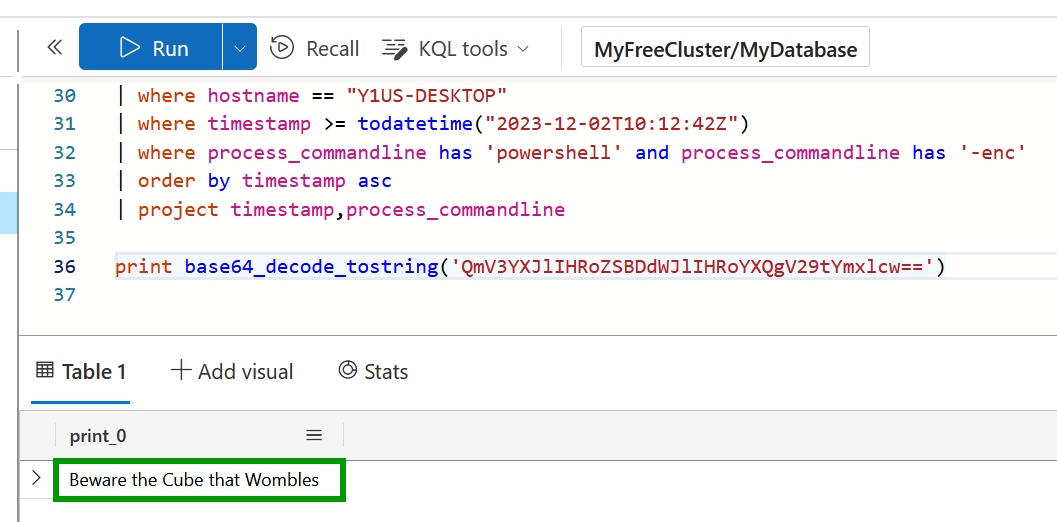 Run Recall KQL tools MyFreeCluster/MyDatabase
30 | where hostname == "Y1US-DESKTOP"
31 | where timestamp >= todatetime("2023-12-02T10:12:42Z")
32 | where process_commandline has 'powershell' and process_commandline has '-enc'
33 | order by timestamp asc
34 | project timestamp,process_commandline
35
36 print base64_decode_tostring('QmV3YXJlIHRoZSBDdWJlIHRoYXQgV29tYmxlcw==')
37
Table 1 Add visual Stats
print_0
Beware the Cube that Wombles